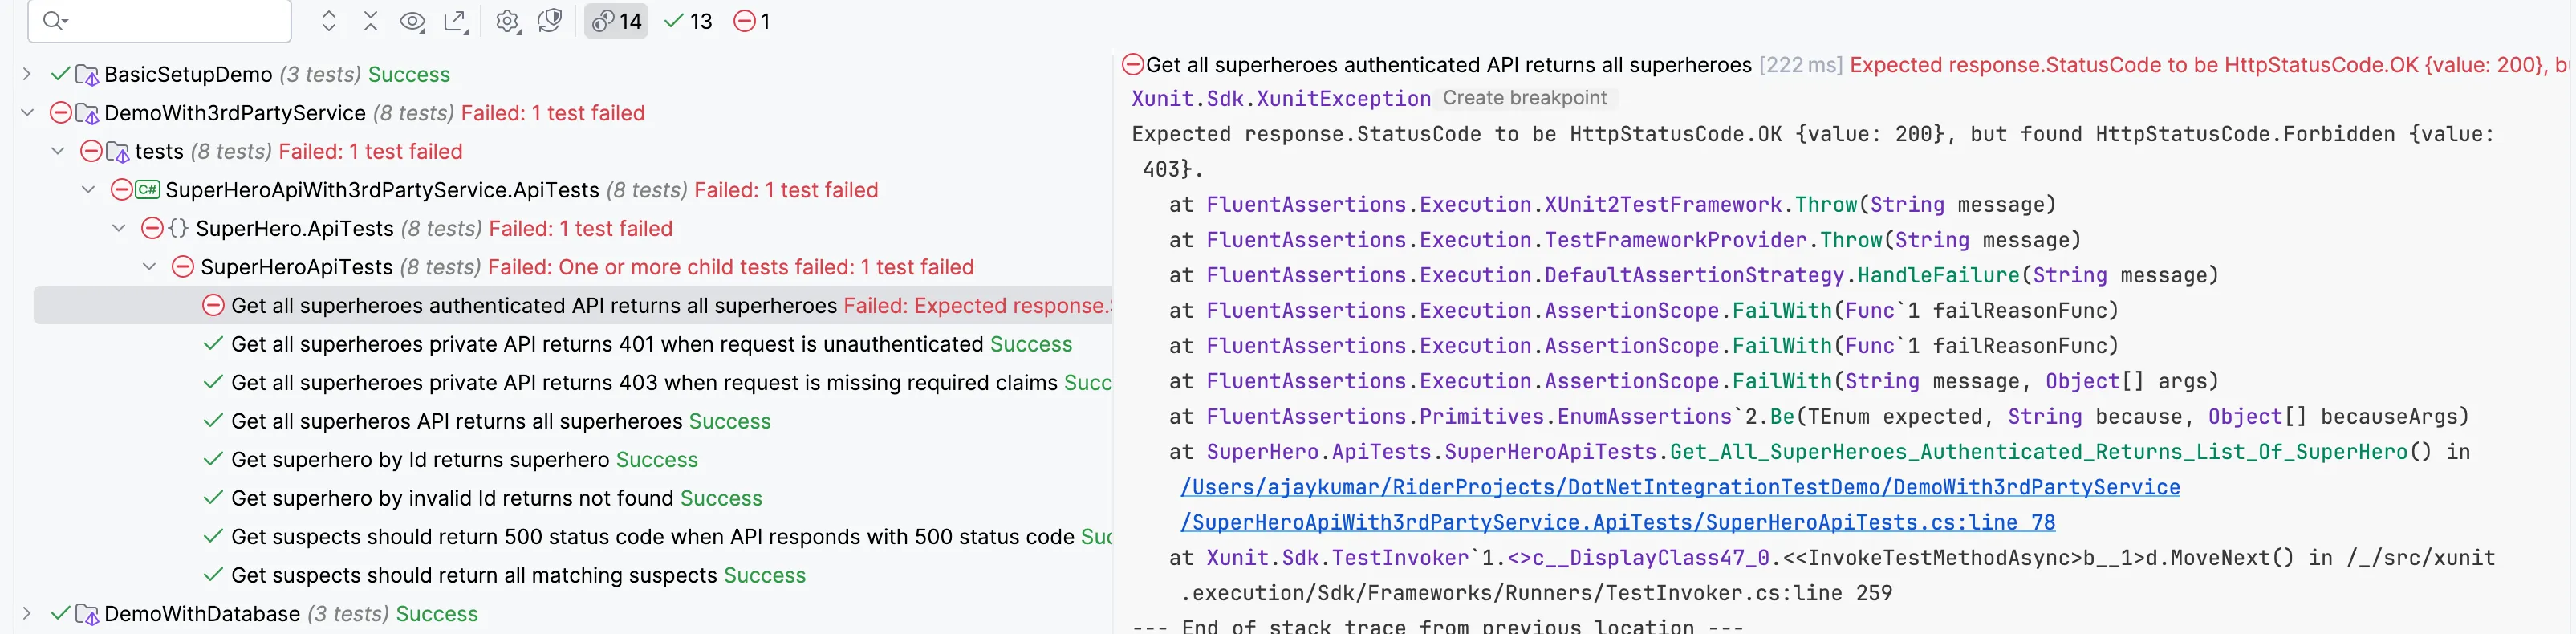 14 13 1
BasicSetupDemo (3 tests) Success
DemoWith3rdPartyService (8 tests) Failed: 1 test failed
tests (8 tests) Failed: 1 test failed
C# SuperHeroApiWith3rdPartyService.ApiTests (8 tests) Failed: 1 test failed
{} SuperHero.ApiTests (8 tests) Failed: 1 test failed
SuperHeroApiTests (8 tests) Failed: One or more child tests failed: 1 test failed
Get all superheroes authenticated API returns all superheroes Failed: Expected response.
Get all superheroes private API returns 401 when request is unauthenticated Success
Get all superheroes private API returns 403 when request is missing required claims Succ
Get all superheros API returns all superheroes Success
Get superhero by Id returns superhero Success
Get superhero by invalid Id returns not found Success
Get suspects should return 500 status code when API responds with 500 status code Suc
Get suspects should return all matching suspects Success
DemoWithDatabase (3 tests) Success
Get all superheroes authenticated API returns all superheroes [222 ms] Expected response.StatusCode to be HttpStatusCode.OK {value: 200}, b
Xunit.Sdk.XunitException Create breakpoint
Expected response.StatusCode to be HttpStatusCode.OK {value: 200}, but found HttpStatusCode.Forbidden {value:
403}.
at FluentAssertions.Execution.XUnit2TestFramework.Throw(String message)
at FluentAssertions.Execution.TestFrameworkProvider.Throw(String message)
at FluentAssertions.Execution.DefaultAssertionStrategy.HandleFailure(String message)
at FluentAssertions.Execution.AssertionScope.FailWith(Func`1 failReasonFunc)
at FluentAssertions.Execution.AssertionScope.FailWith(Func`1 failReasonFunc)
at FluentAssertions.Execution.AssertionScope.FailWith(String message, Object[] args)
at FluentAssertions.Primitives.EnumAssertions`2.Be(TEnum expected, String because, Object[] becauseArgs)
at SuperHero.ApiTests.SuperHeroApiTests.Get_All_SuperHeroes_Authenticated_Returns_List_Of_SuperHero() in
/Users/ajaykumar/RiderProjects/DotNetIntegrationTestDemo/DemoWith3rdPartyService
/SuperHeroApiWith3rdPartyService.ApiTests/SuperHeroApiTests.cs:line 78
at Xunit.Sdk.TestInvoker`1.<>c__DisplayClass47_0.<<InvokeTestMethodAsync>b__1>d.MoveNext() in /_/src/xunit
.execution/Sdk/Frameworks/Runners/TestInvoker.cs:line 259
--- End of stack trace from previous location ---